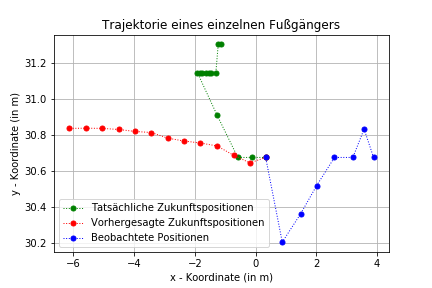 Trajektorie eines einzelnen Fußgängers
y - Koordinate (in m)
31.2
31.0
30.8
30.6
30.4
30.2
Tatsächliche Zukunftspositionen
Vorhergesagte Zukunftspositionen
Beobachtete Positionen
−6 −4 −2 0 2 4
x - Koordinate (in m)